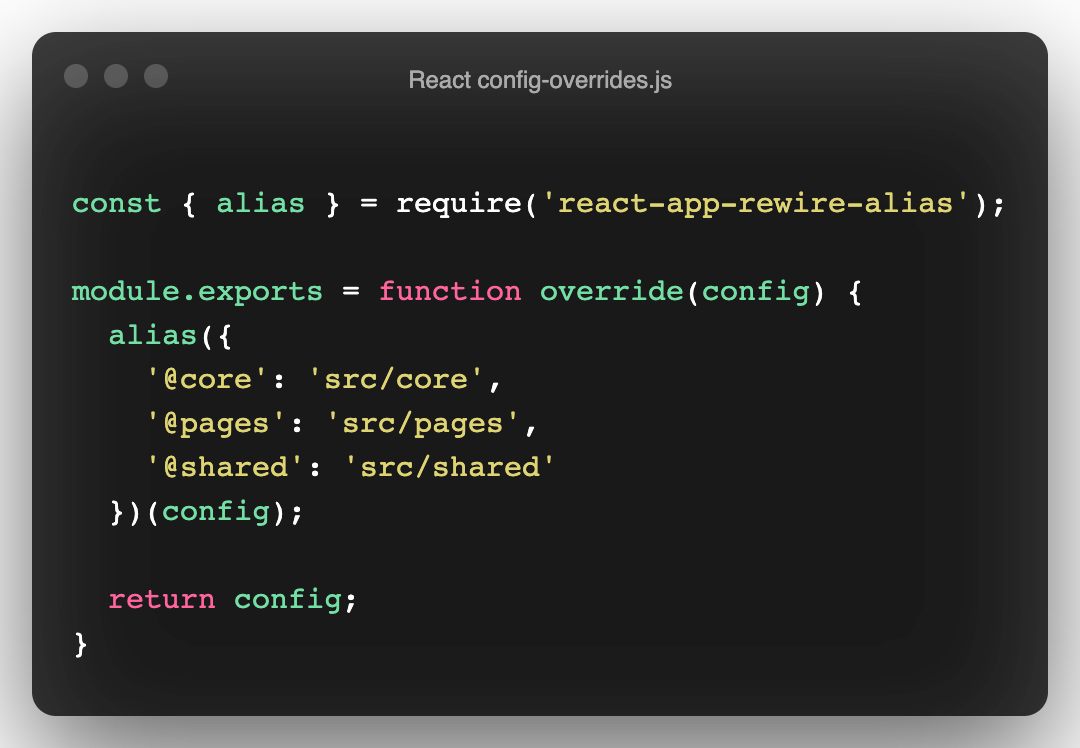 React config-overrides.js
const { alias } = require('react-app-rewire-alias');
module.exports = function override(config) {
  alias({
    '@core': 'src/core',
    '@pages': 'src/pages',
    '@shared': 'src/shared'
  })(config);
  return config;
}